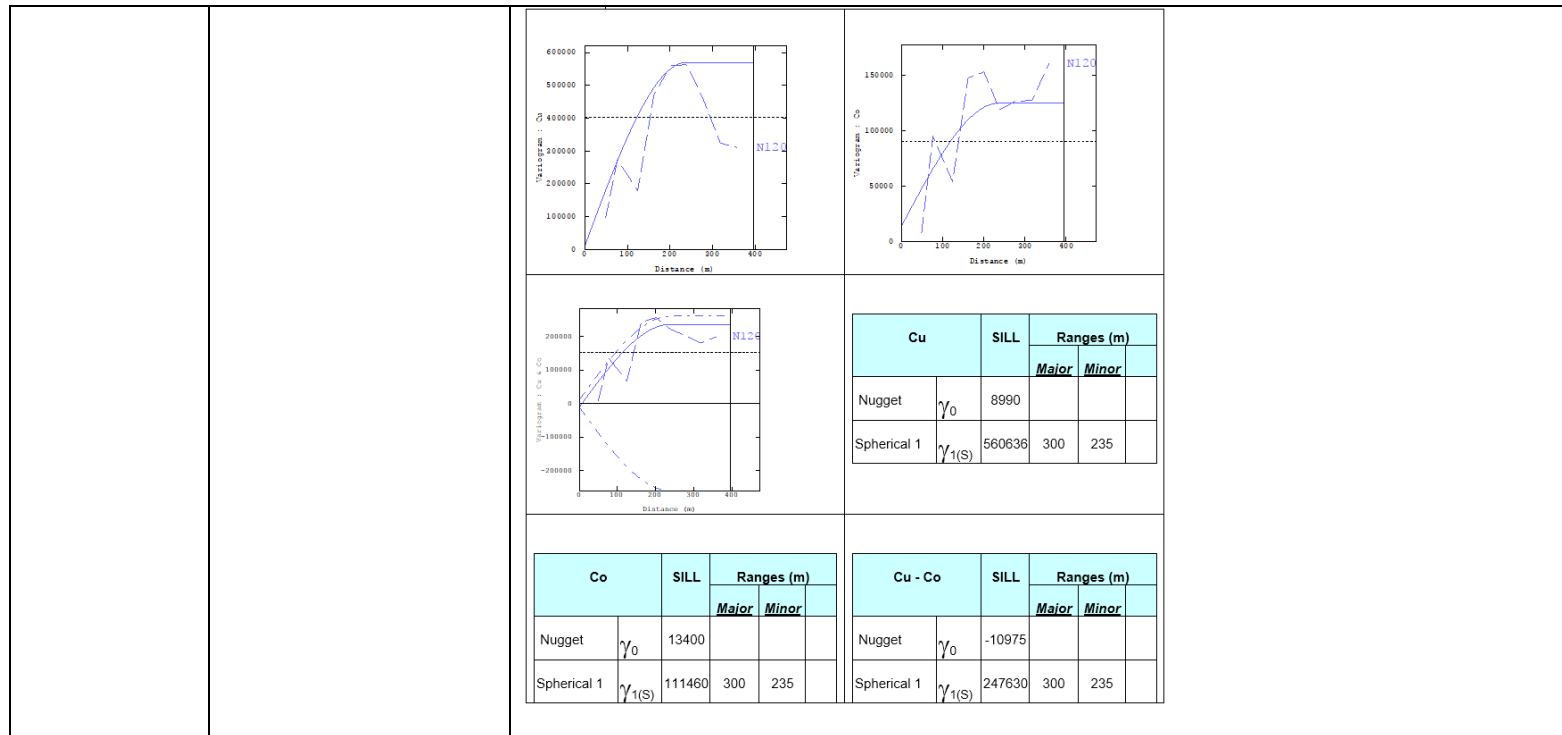 600000
500000
400000
300000
200000
100000
0
Variogram : Cu
N120
0 100 200 300 400
Distance (m)
150000
100000
50000
0
Variogram : Co
N120
0 100 200 300 400
Distance (m)
200000
100000
0
-100000
-200000
Variogram : Cu & Co
N120
0 100 200 300 400
Distance (m)
Cu SILL Ranges (m)
Major Minor
Nugget γ0 8990
Spherical 1 γ1(S) 560636 300 235
Co SILL Ranges (m)
Major Minor
Nugget γ0 13400
Spherical 1 γ1(S) 111460 300 235
Cu - Co SILL Ranges (m)
Major Minor
Nugget γ0 -10975
Spherical 1 γ1(S) 247630 300 235